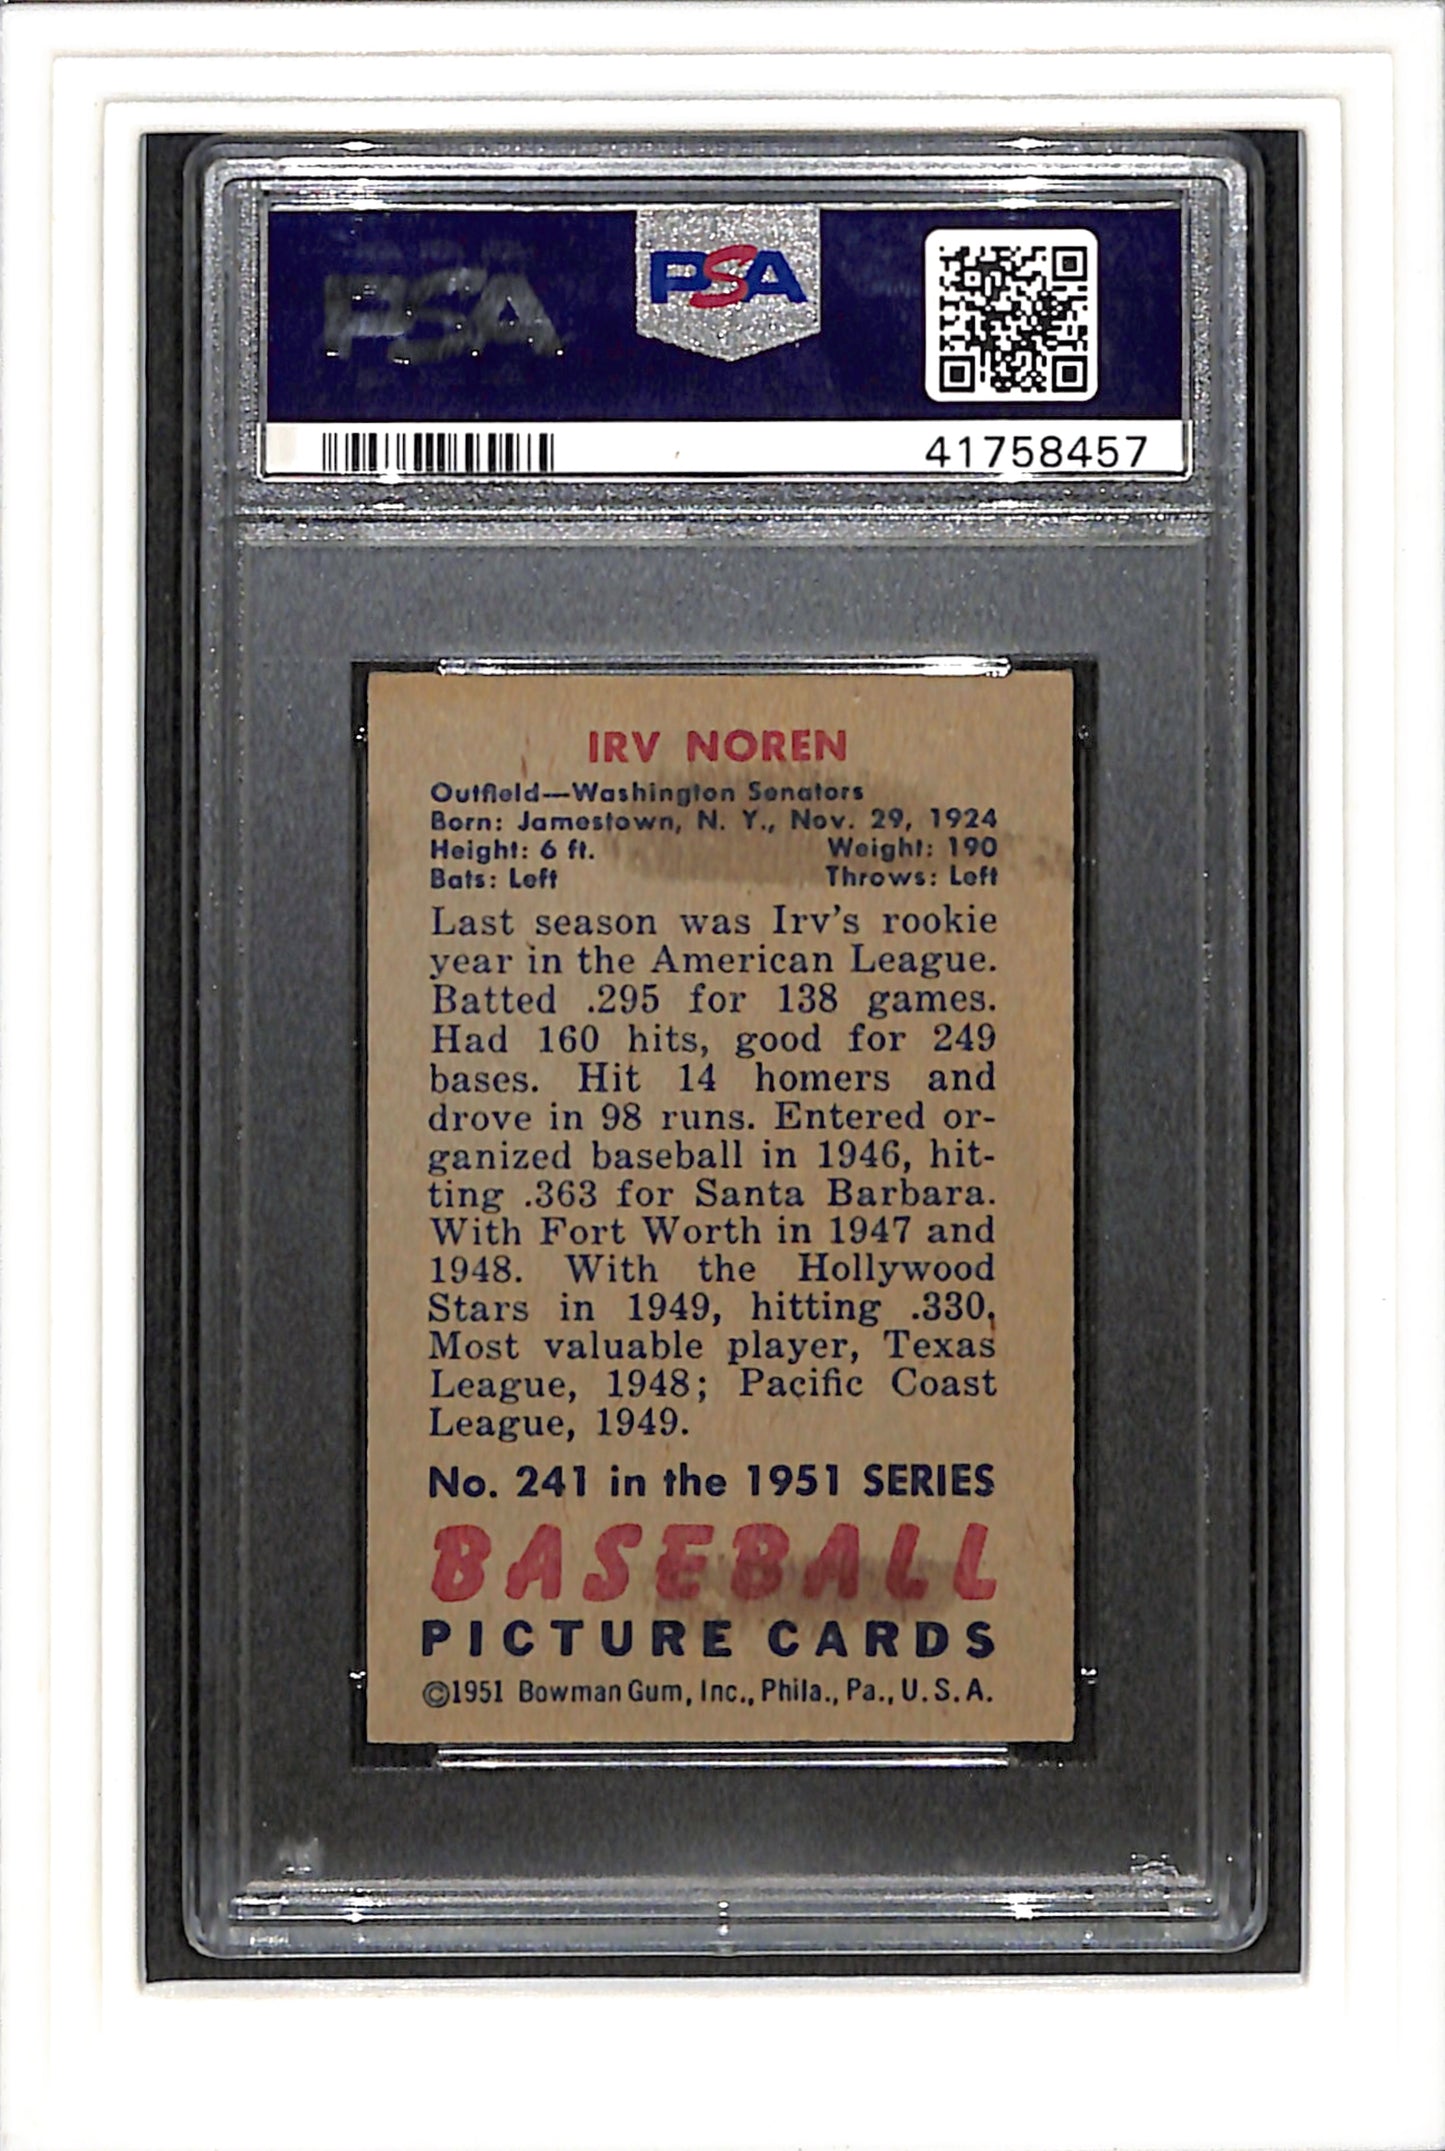 PSA
PSA
41758457
IRV NOREN
Outfield—Washington Senators
Born: Jamestown, N. Y., Nov. 29, 1924
Height: 6 ft. Weight: 190
Bats: Left Throws: Left
Last season was Irv's rookie
year in the American League.
Batted .295 for 138 games.
Had 160 hits, good for 249
bases. Hit 14 homers and
drove in 98 runs. Entered or-
ganized baseball in 1946, hit-
ting .363 for Santa Barbara.
With Fort Worth in 1947 and
1948. With the Hollywood
Stars in 1949, hitting .330,
Most valuable player, Texas
League, 1948; Pacific Coast
League, 1949.
No. 241 in the 1951 SERIES
BASEBALL
PICTURE CARDS
©1951 Bowman Gum, Inc., Phila., Pa., U.S.A.